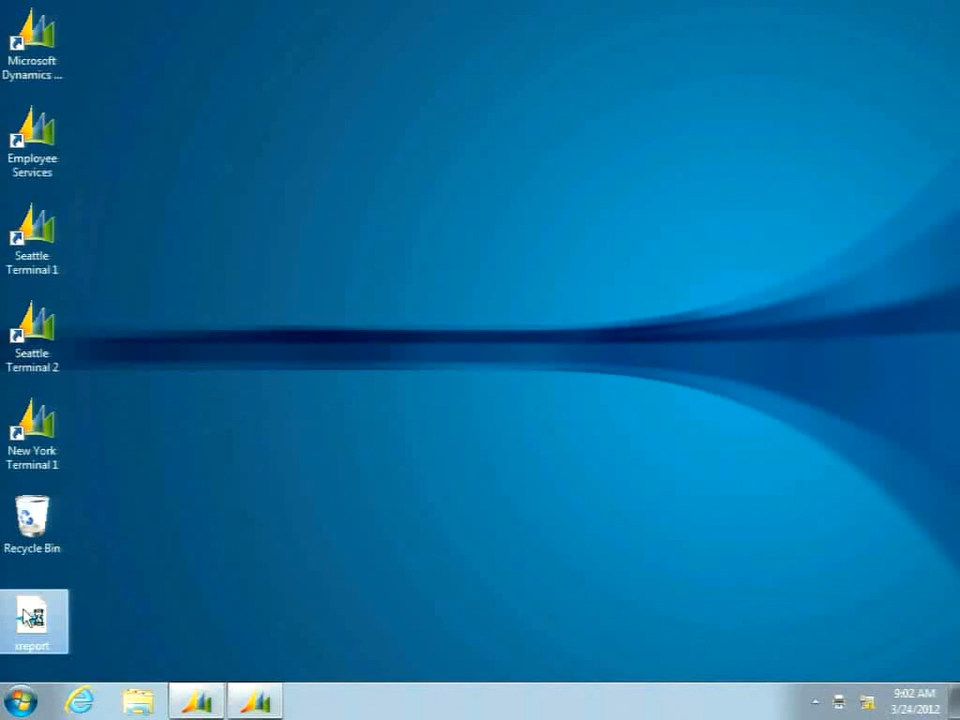 Microsoft
Dynamics ...
Employee
Services
Seattle
Terminal 1
Seattle
Terminal 2
New York
Terminal 1
Recycle Bin
xreport
9:02 AM
3/24/2012